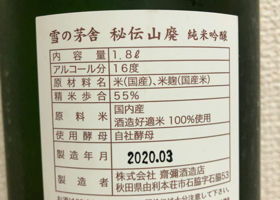 雪の茅舎 秘伝山廃 純米吟醸
内容量 1.8ℓ
アルコール分 16度
原材料名 米(国産)、米麹(国産米)
精米歩合 55%
原料米 国内産
酒造好適米 100%使用
使用酵母 自社酵母
製造年月 2020.03
製造者 株式会社 齋彌酒造店
秋田県由利本荘市石脇字石脇53